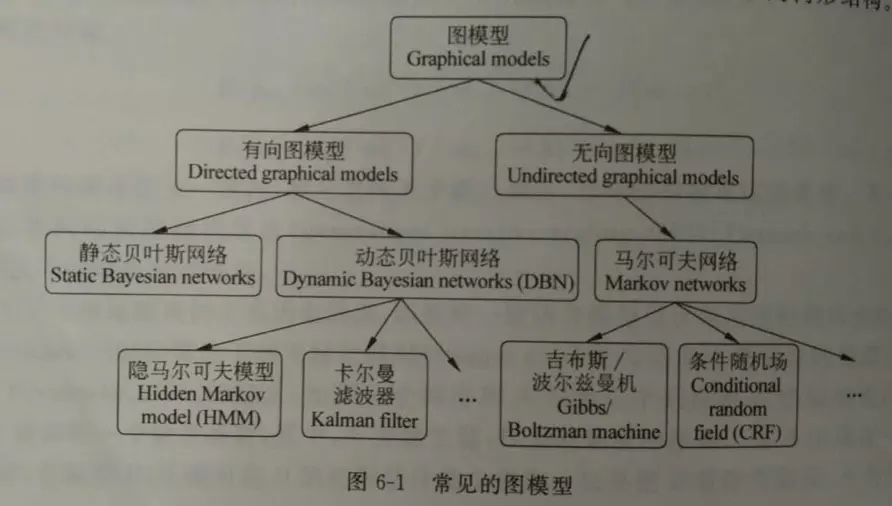 图模型
Graphical models
有向图模型
Directed graphical models
无向图模型
Undirected graphical models
静态贝叶斯网络
Static Bayesian networks
动态贝叶斯网络
Dynamic Bayesian networks (DBN)
马尔可夫网络
Markov networks
隐马尔可夫模型
Hidden Markov
model (HMM)
卡尔曼
滤波器
Kalman filter
...
吉布斯/
波尔兹曼机
Gibbs/
Boltzman machine
条件随机场
Conditional
random
field (CRF)
...
图 6-1 常见的图模型